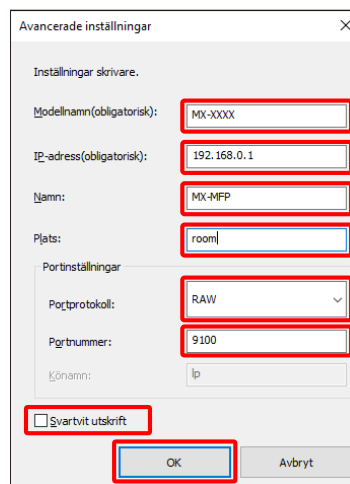 Avancerade inställningar
Inställningar skrivare.
Modellnamn(obligatorisk): MX-XXXX
IP-adress(obligatorisk): 192.168.0.1
Namn: MX-MFP
Plats: room
Portinställningar
Portprotokoll: RAW
Portnummer: 9100
Könamn: lp
Svartvit utskrift
OK Avbryt